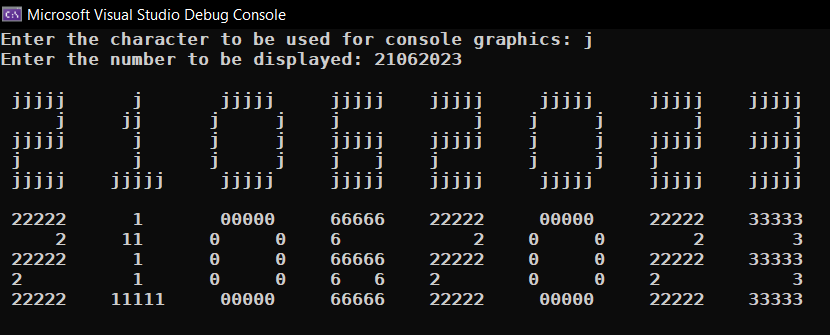 Microsoft Visual Studio Debug Console
Enter the character to be used for console graphics: j
Enter the number to be displayed: 21062023
 jjjjj      j       jjjjj     jjjjj    jjjjj     jjjjj     jjjjj    jjjjj
     j     jj      j     j    j            j    j     j        j        j
 jjjjj      j      j     j    jjjjj    jjjjj    j     j    jjjjj    jjjjj
 j          j      j     j    j   j    j        j     j    j            j
 jjjjj    jjjjj     jjjjj     jjjjj    jjjjj     jjjjj     jjjjj    jjjjj
 22222      1       00000     66666    22222     00000     22222    33333
     2     11      0     0    6            2    0     0        2        3
 22222      1      0     0    66666    22222    0     0    22222    33333
 2          1      0     0    6   6    2        0     0    2            3
 22222    11111     00000     66666    22222     00000     22222    33333